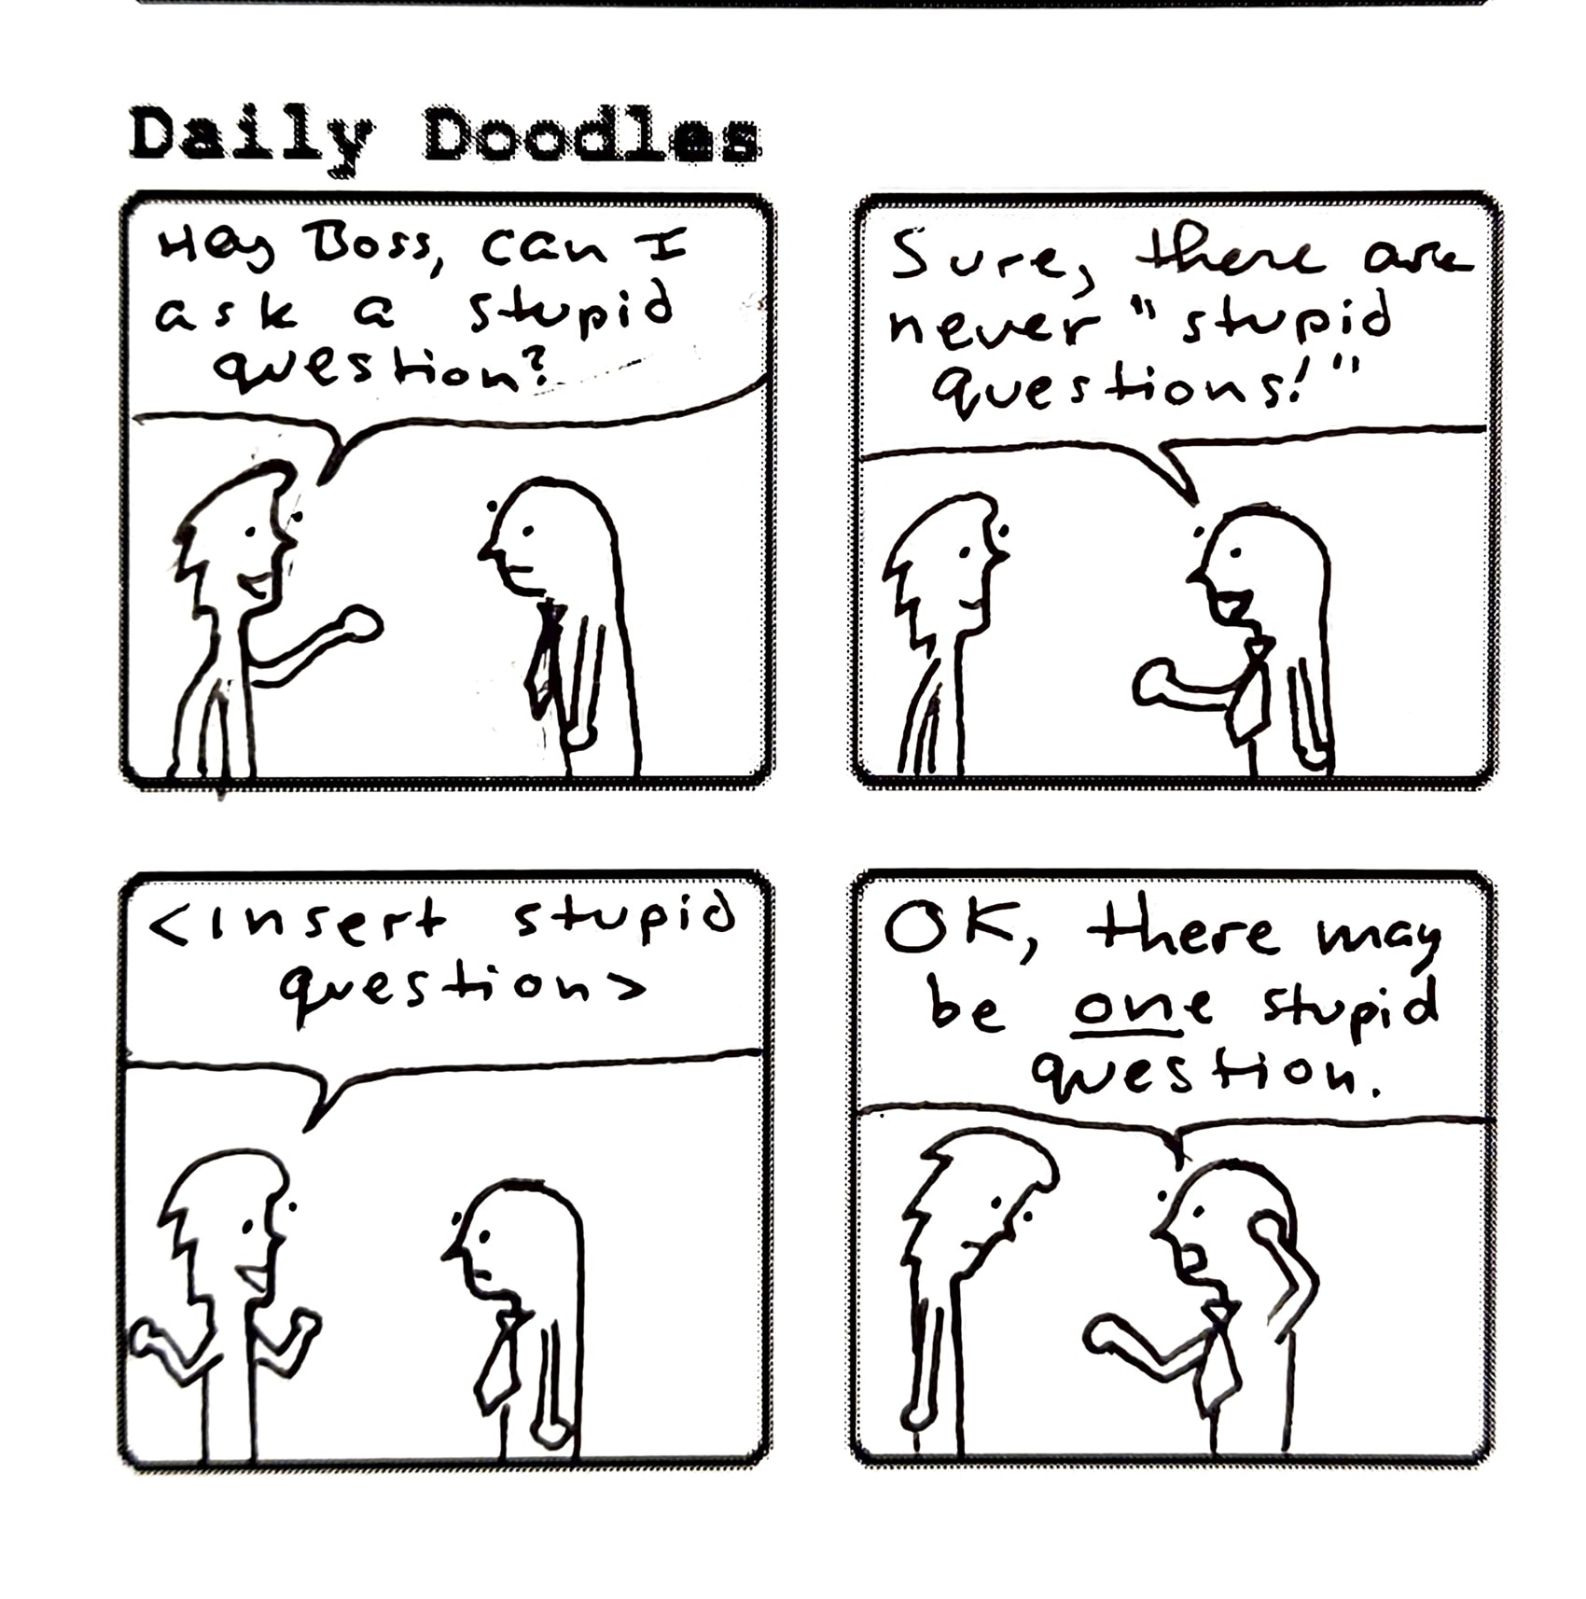 Daily Doodles
Hey Boss, can I
ask a stupid
question?
Sure, there are
never "stupid
questions!"
<insert stupid
question>
OK, there may
be one stupid
question.